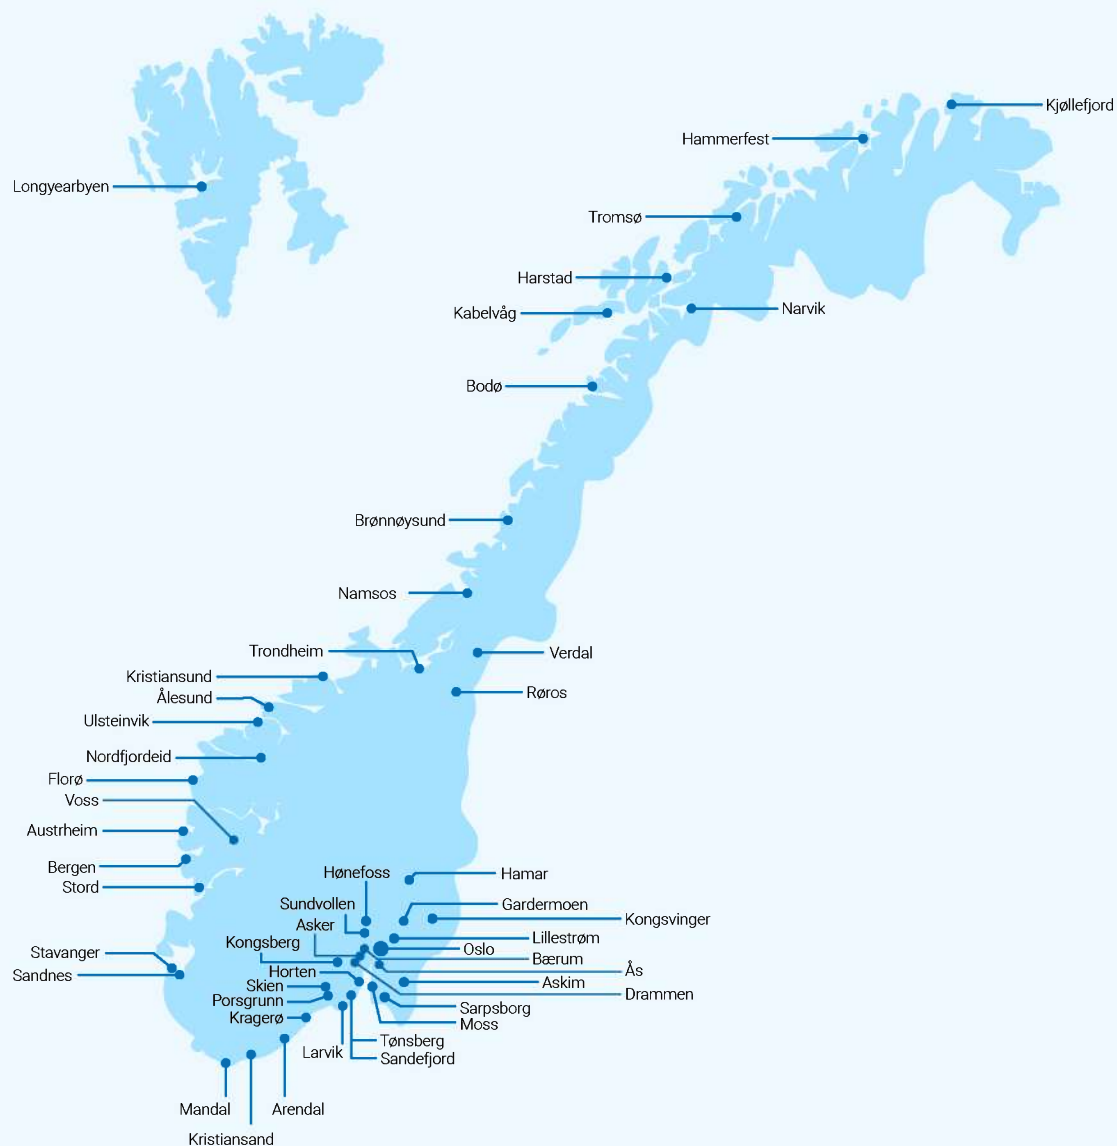 Kjøllefjord
Hammerfest
Longyearbyen
Tromsø
Harstad
Narvik
Kabelvåg
Bodø
Brønnøysund
Namsos
Trondheim
Verdal
Kristiansund
Røros
Ålesund
Ulsteinvik
Nordfjordeid
Florø
Voss
Austrheim
Bergen
Stord
Hønefoss
Hamar
Sundvollen
Gardermoen
Asker
Kongsvinger
Kongsberg
Lillestrøm
Oslo
Stavanger
Bærum
Sandnes
Horten
Ås
Skien
Askim
Drammen
Porsgrunn
Sarpsborg
Kragerø
Moss
Tønsberg
Larvik
Sandefjord
Mandal
Arendal
Kristiansand